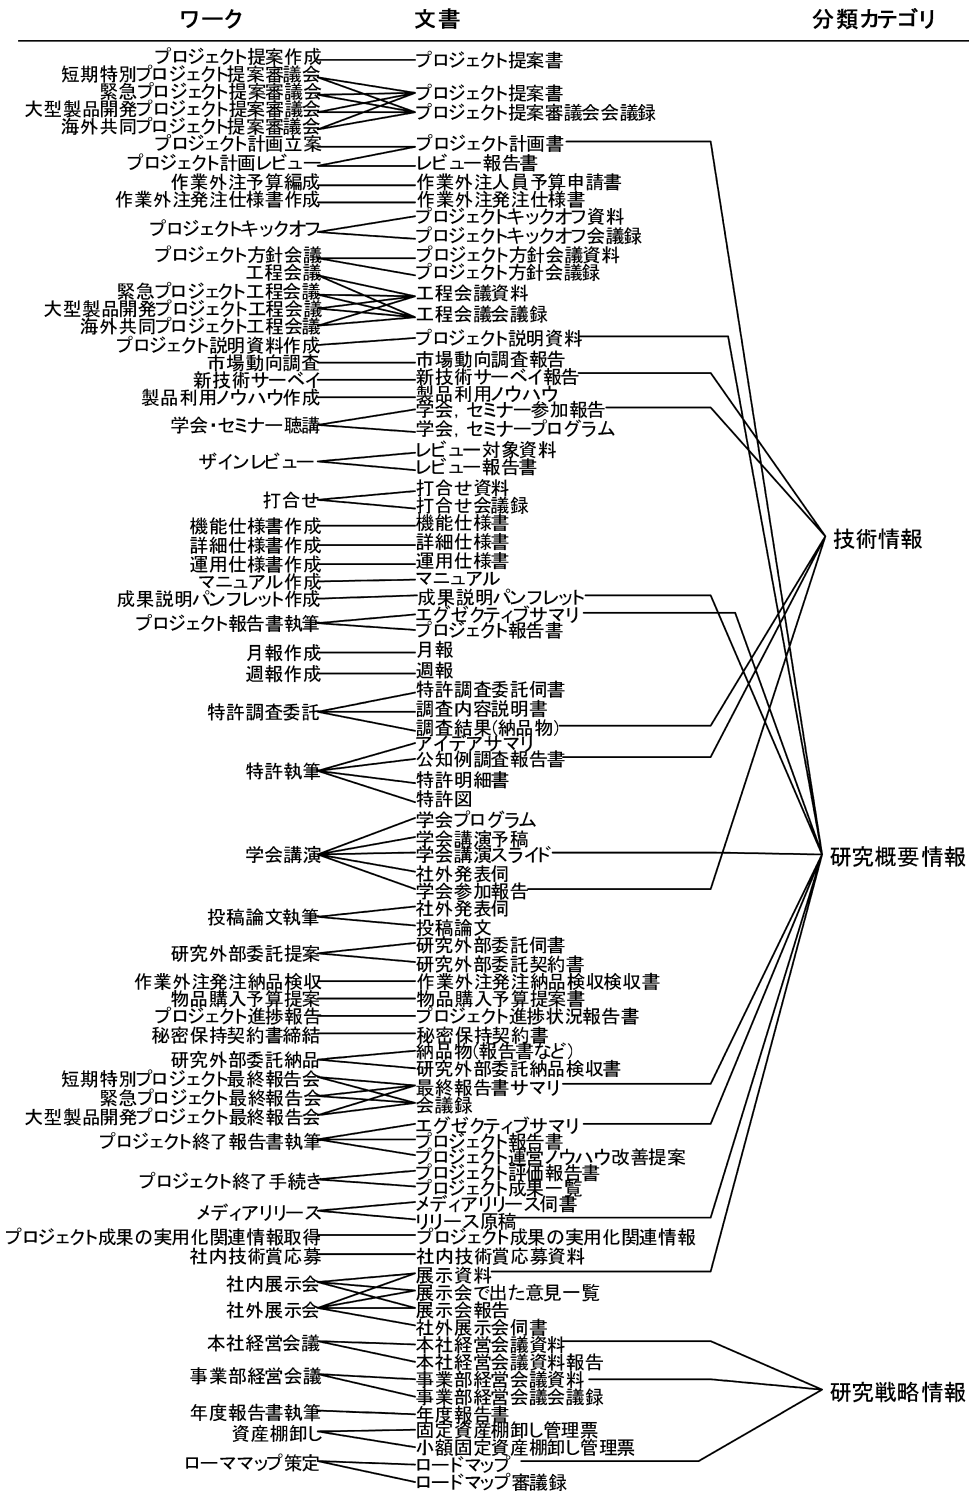 ワーク 文書 分類カテゴリ
プロジェクト提案作成 プロジェクト提案書
短期特別プロジェクト提案審議会
緊急プロジェクト提案審議会 プロジェクト提案書
大型製品開発プロジェクト提案審議会 プロジェクト提案審議会会議録
海外共同プロジェクト提案審議会
プロジェクト計画立案 プロジェクト計画書
プロジェクト計画レビュー レビュー報告書
作業外注予算編成 作業外注人員予算申請書
作業外注発注仕様書作成 作業外注発注仕様書
プロジェクトキックオフ プロジェクトキックオフ資料
プロジェクトキックオフ会議録
プロジェクト方針会議 プロジェクト方針会議資料
工程会議 プロジェクト方針会議録
緊急プロジェクト工程会議 工程会議資料
大型製品開発プロジェクト工程会議 工程会議会議録
海外共同プロジェクト工程会議
プロジェクト説明資料作成 プロジェクト説明資料
市場動向調査 市場動向調査報告
新技術サーベイ 新技術サーベイ報告
製品利用ノウハウ作成 製品利用ノウハウ
学会・セミナー聴講 学会, セミナー参加報告
学会, セミナープログラム
ザインレビュー レビュー対象資料
レビュー報告書
打合せ 打合せ資料
打合せ会議録
機能仕様書作成 機能仕様書
詳細仕様書作成 詳細仕様書 技術情報
運用仕様書作成 運用仕様書
マニュアル作成 マニュアル
成果説明パンフレット作成 成果説明パンフレット
プロジェクト報告書執筆 エグゼクティブサマリ
プロジェクト報告書
月報作成 月報
週報作成 週報
特許調査委託 特許調査委託伺書
調査内容説明書
調査結果(納品物)
特許執筆 アイデアサマリ
公知例調査報告書
特許明細書
特許図
学会講演 学会プログラム
学会講演予稿
学会講演スライド 研究概要情報
社外発表伺
学会参加報告
投稿論文執筆 社外発表伺
投稿論文
研究外部委託提案 研究外部委託伺書
研究外部委託契約書
作業外注発注納品検収 作業外注発注納品検収検収書
物品購入予算提案 物品購入予算提案書
プロジェクト進捗報告 プロジェクト進捗状況報告書
秘密保持契約書締結 秘密保持契約書
研究外部委託納品 納品物(報告書など)
研究外部委託納品検収書
短期特別プロジェクト最終報告会 最終報告書サマリ
緊急プロジェクト最終報告会 会議録
大型製品開発プロジェクト最終報告会
プロジェクト終了報告書執筆 エグゼクティブサマリ
プロジェクト報告書
プロジェクト運営ノウハウ改善提案
プロジェクト終了手続き プロジェクト評価報告書
プロジェクト成果一覧
メディアリリース メディアリリース伺書
リリース原稿
プロジェクト成果の実用化関連情報取得 プロジェクト成果の実用化関連情報
社内技術賞応募 社内技術賞応募資料
社内展示会 展示資料
展示会で出た意見一覧
社外展示会 展示会報告
社外展示会伺書
本社経営会議 本社経営会議資料
本社経営会議資料報告
事業部経営会議 事業部経営会議資料 研究戦略情報
事業部経営会議会議録
年度報告書執筆 年度報告書
資産棚卸し 固定資産棚卸し管理票
小額固定資産棚卸し管理票
ローママップ策定 ロードマップ
ロードマップ審議録